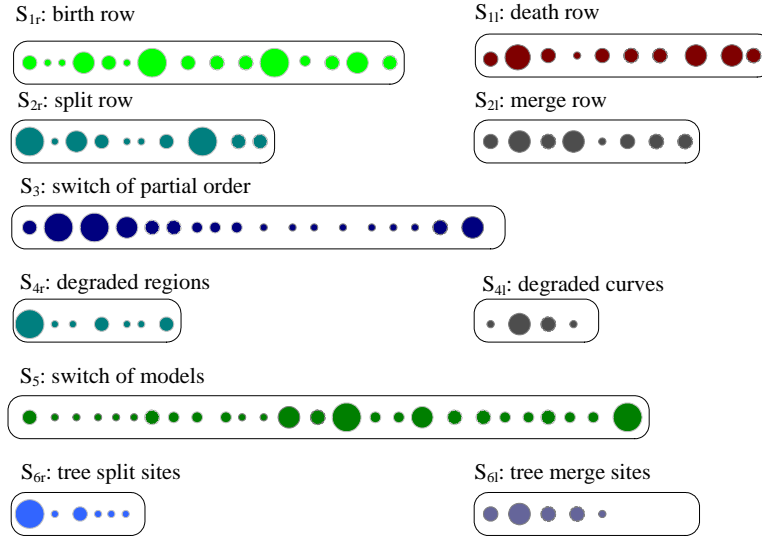 S1r: birth row
S1l: death row
S2r: split row
S2l: merge row
S3: switch of partial order
S4r: degraded regions
S4l: degraded curves
S5: switch of models
S6r: tree split sites
S6l: tree merge sites